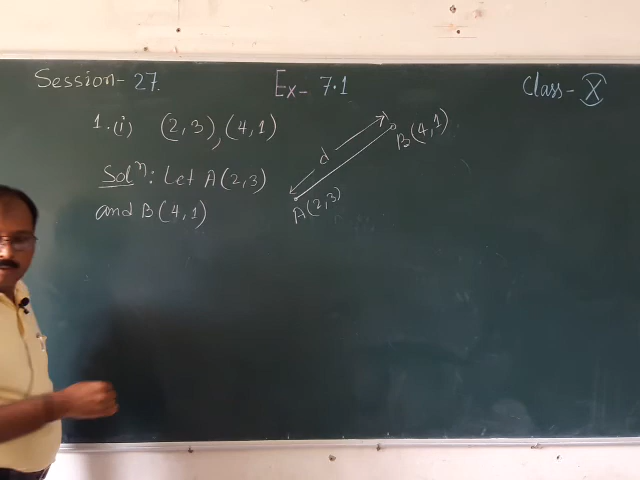 Session-27.
Ex- 7.1
Class-X
1.(i) (2,3),(4,1)
Solⁿ: Let A(2,3)
and B(4,1)
d
B(4,1)
A(2,3)